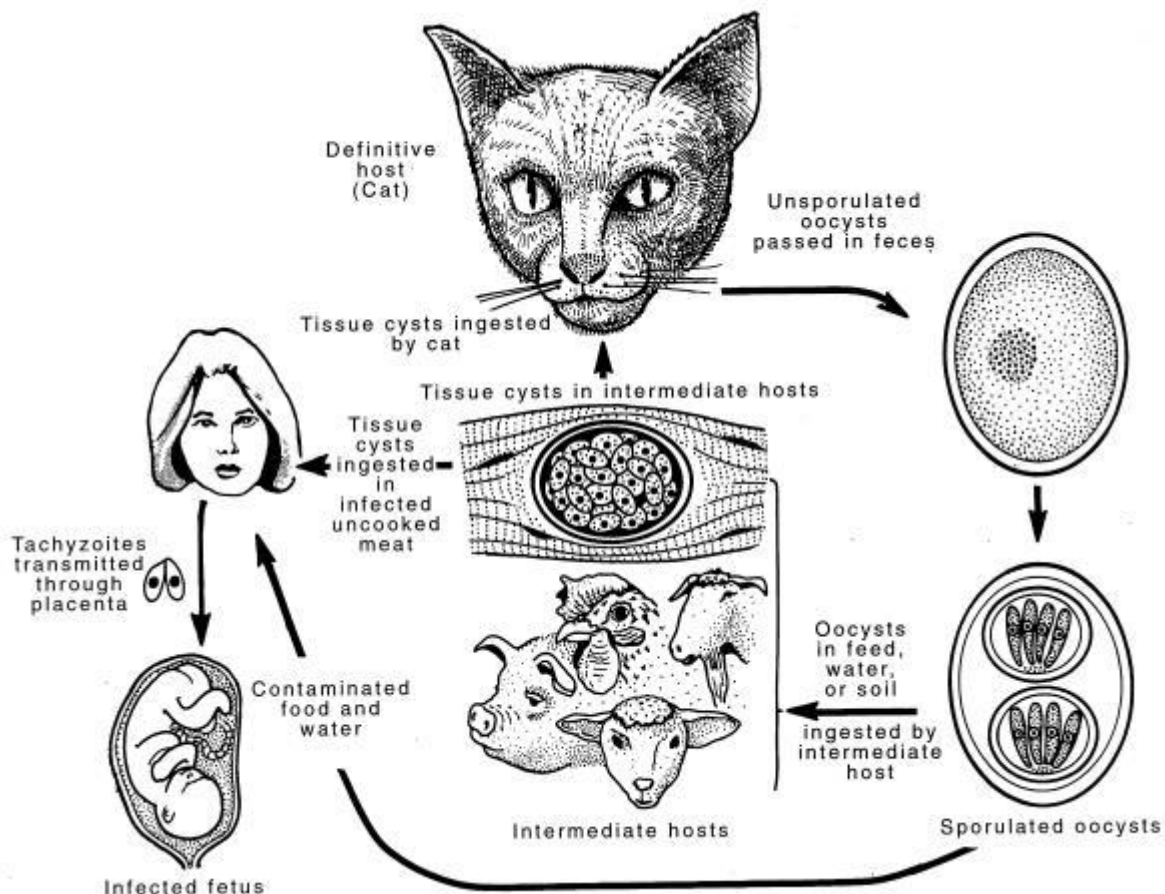 Definitive
host
(Cat)
Unsporulated
oocysts
passed in feces
Tissue cysts ingested
by cat
Tissue cysts in intermediate hosts
Tissue
cysts
ingested
in
infected
uncooked
meat
Tachyzoites
transmitted
through
placenta
Contaminated
food and
water
Oocysts
in feed,
water,
or soil
ingested by
intermediate
host
Intermediate hosts
Sporulated oocysts
Infected fetus